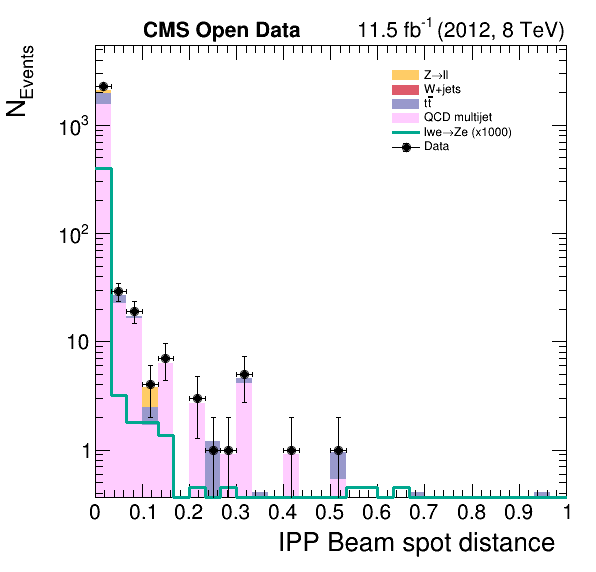 CMS Open Data 11.5 fb⁻¹ (2012, 8 TeV)
N_Events
Z→ll
W+jets
tt̄
QCD multijet
lwe→Ze (x1000)
Data
10³
10²
10
1
0 0.1 0.2 0.3 0.4 0.5 0.6 0.7 0.8 0.9 1
IPP Beam spot distance